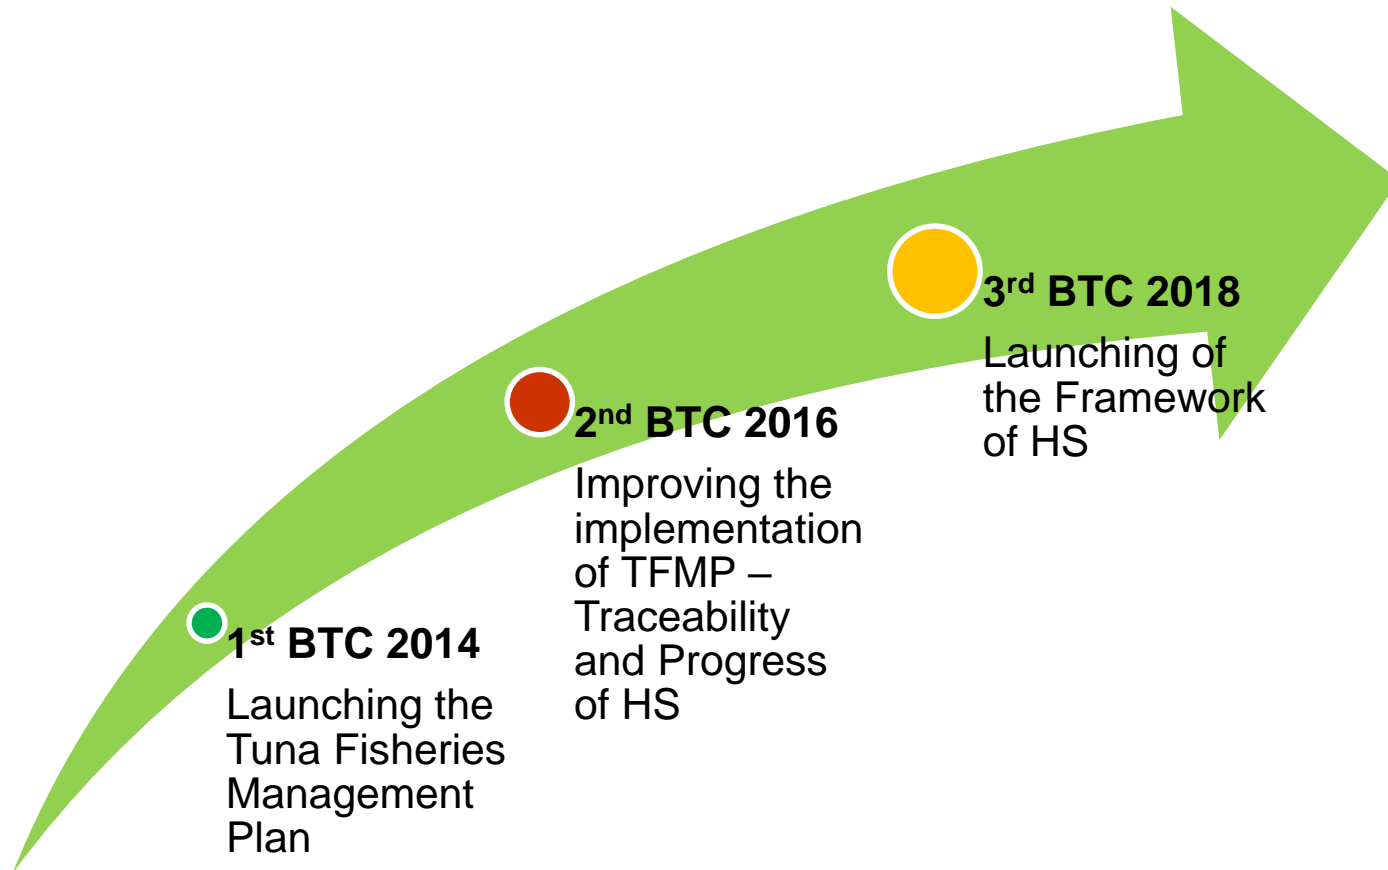 1st BTC 2014
Launching the
Tuna Fisheries
Management
Plan
2nd BTC 2016
Improving the
implementation
of TFMP –
Traceability
and Progress
of HS
3rd BTC 2018
Launching of
the Framework
of HS